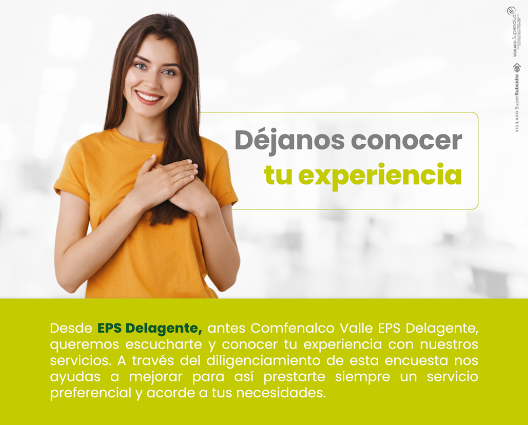 Déjanos conocer
tu experiencia
Desde EPS Delagente, antes Comfenalco Valle EPS Delagente,
queremos escucharte y conocer tu experiencia con nuestros
servicios. A través del diligenciamiento de esta encuesta nos
ayudas a mejorar para así prestarte siempre un servicio
preferencial y acorde a tus necesidades.
VIGILADO SuperSubsidio